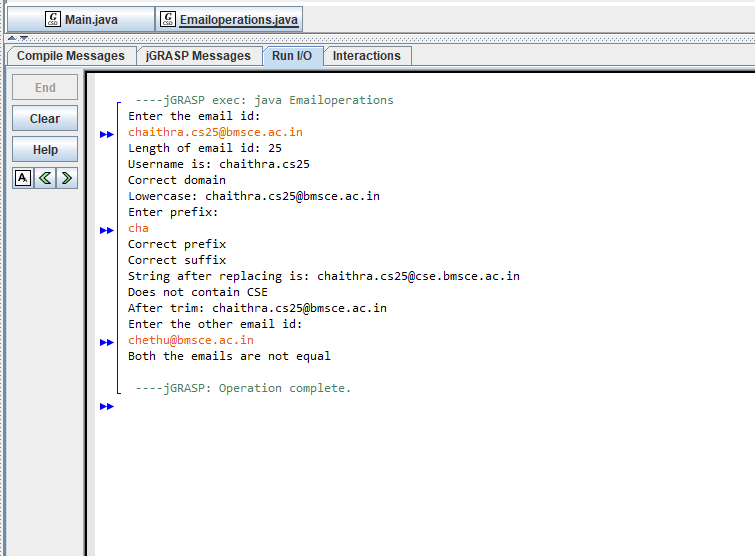 Main.java
Emailoperations.java
Compile Messages
jGRASP Messages
Run I/O
Interactions
End
Clear
Help
----jGRASP exec: java Emailoperations
Enter the email id:
chaithra.cs25@bmsce.ac.in
Length of email id: 25
Username is: chaithra.cs25
Correct domain
Lowercase: chaithra.cs25@bmsce.ac.in
Enter prefix:
cha
Correct prefix
Correct suffix
String after replacing is: chaithra.cs25@cse.bmsce.ac.in
Does not contain CSE
After trim: chaithra.cs25@bmsce.ac.in
Enter the other email id:
chethu@bmsce.ac.in
Both the emails are not equal
----jGRASP: Operation complete.